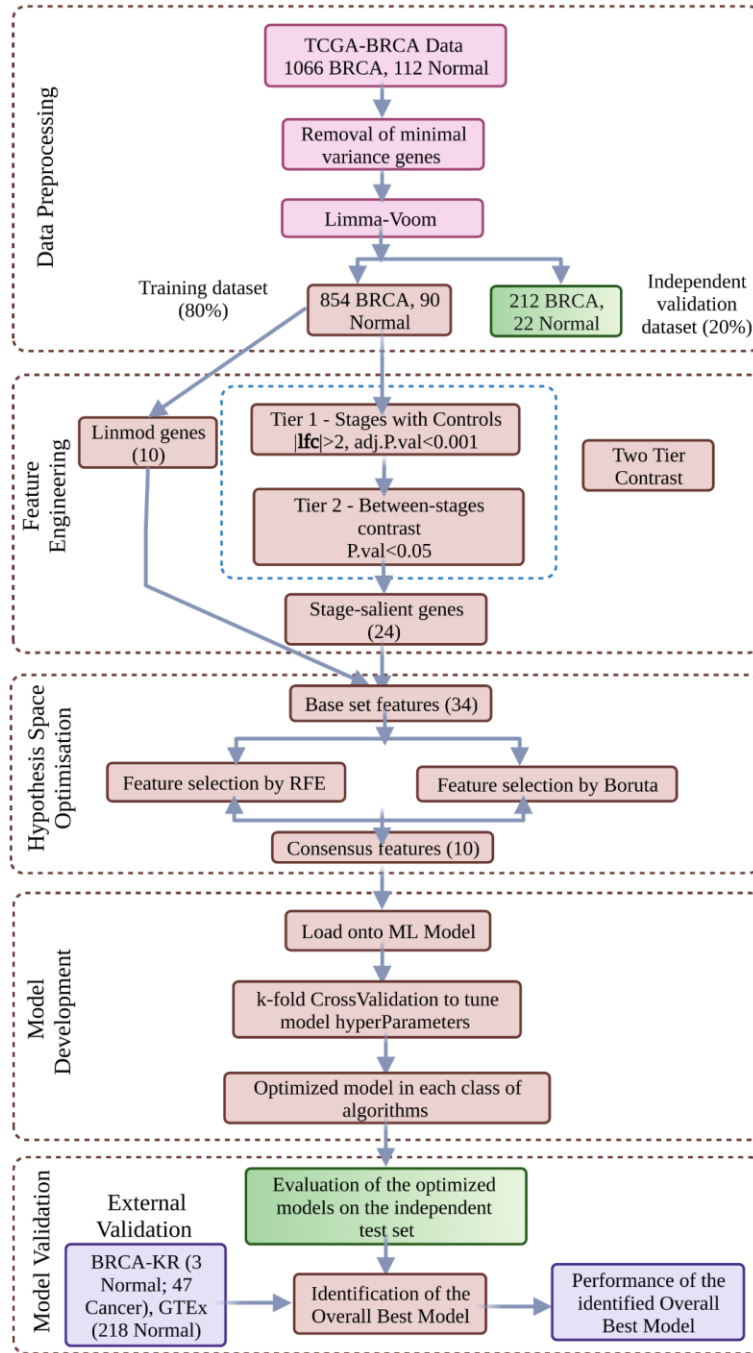 Data Preprocessing
TCGA-BRCA Data
1066 BRCA, 112 Normal
Removal of minimal
variance genes
Limma-Voom
Training dataset
(80%)
854 BRCA, 90
Normal
212 BRCA,
22 Normal
Independent
validation
dataset (20%)
Feature
Engineering
Linmod genes
(10)
Tier 1 - Stages with Controls
|lfc|>2, adj.P.val<0.001
Tier 2 - Between-stages
contrast
P.val<0.05
Two Tier
Contrast
Stage-salient genes
(24)
Hypothesis Space
Optimisation
Base set features (34)
Feature selection by RFE
Feature selection by Boruta
Consensus features (10)
Model
Development
Load onto ML Model
k-fold CrossValidation to tune
model hyperParameters
Optimized model in each class of
algorithms
Model Validation
Evaluation of the optimized
models on the independent
test set
External
Validation
BRCA-KR (3
Normal; 47
Cancer), GTEx
(218 Normal)
Identification of the
Overall Best Model
Performance of the
identified Overall
Best Model